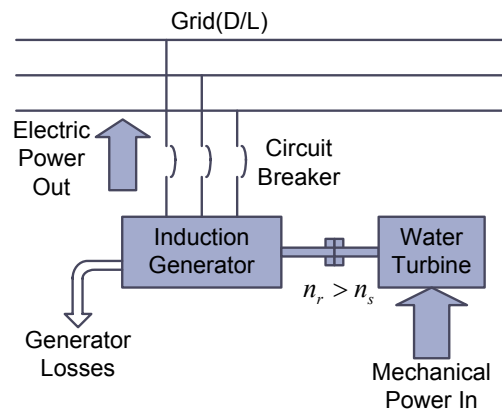 Grid(D/L)
Electric
Power
Out
Circuit
Breaker
Induction
Generator
Water
Turbine
n_r > n_s
Generator
Losses
Mechanical
Power In